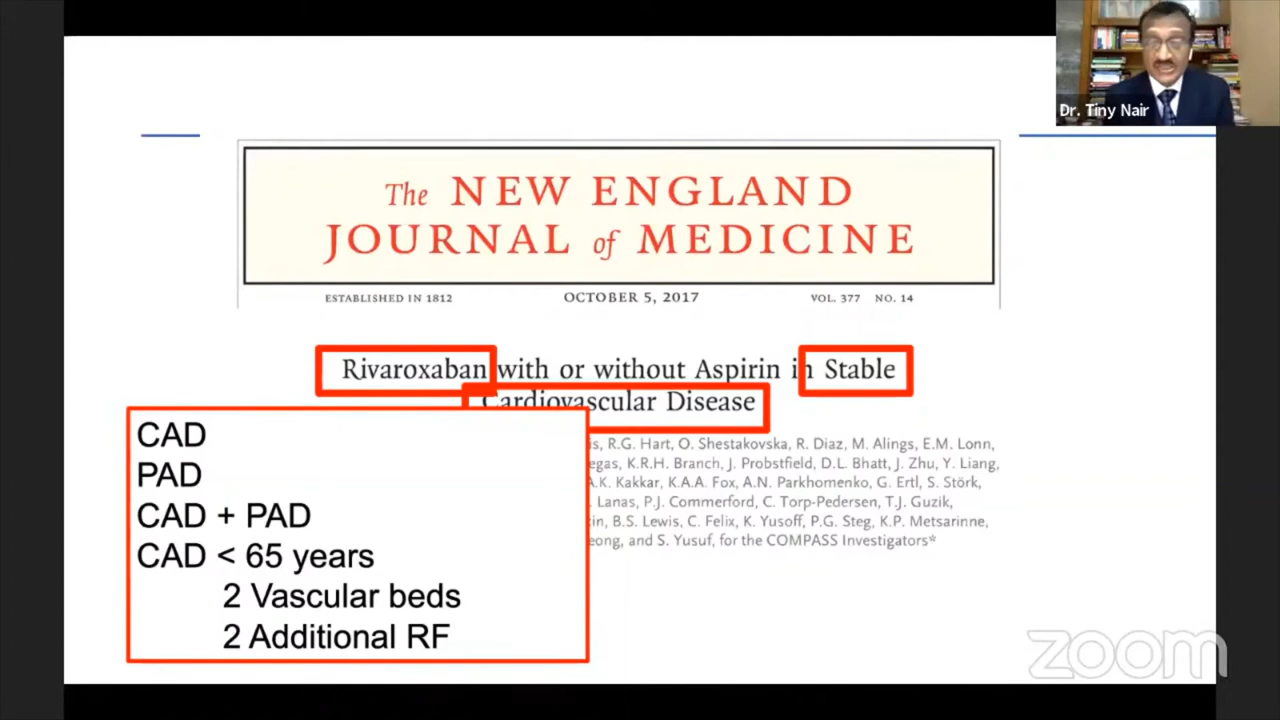 Dr. Tiny Nair
The NEW ENGLAND
JOURNAL of MEDICINE
ESTABLISHED IN 1812 OCTOBER 5, 2017 VOL. 377 NO. 14
Rivaroxaban with or without Aspirin in Stable
Cardiovascular Disease
R.G. Hart, O. Shestakovska, R. Diaz, M. Alings, E.M. Lonn,
K.R.H. Branch, J. Probstfield, D.L. Bhatt, J. Zhu, Y. Liang,
A.K. Kakkar, K.A.A. Fox, A.N. Parkhomenko, G. Ertl, S. Störk,
Lanas, P.J. Commerford, C. Torp-Pedersen, T.J. Guzik,
B.S. Lewis, C. Felix, K. Yusoff, P.G. Steg, K.P. Metsarinne,
and S. Yusuf, for the COMPASS Investigators*
CAD
PAD
CAD + PAD
CAD < 65 years
2 Vascular beds
2 Additional RF
zoom